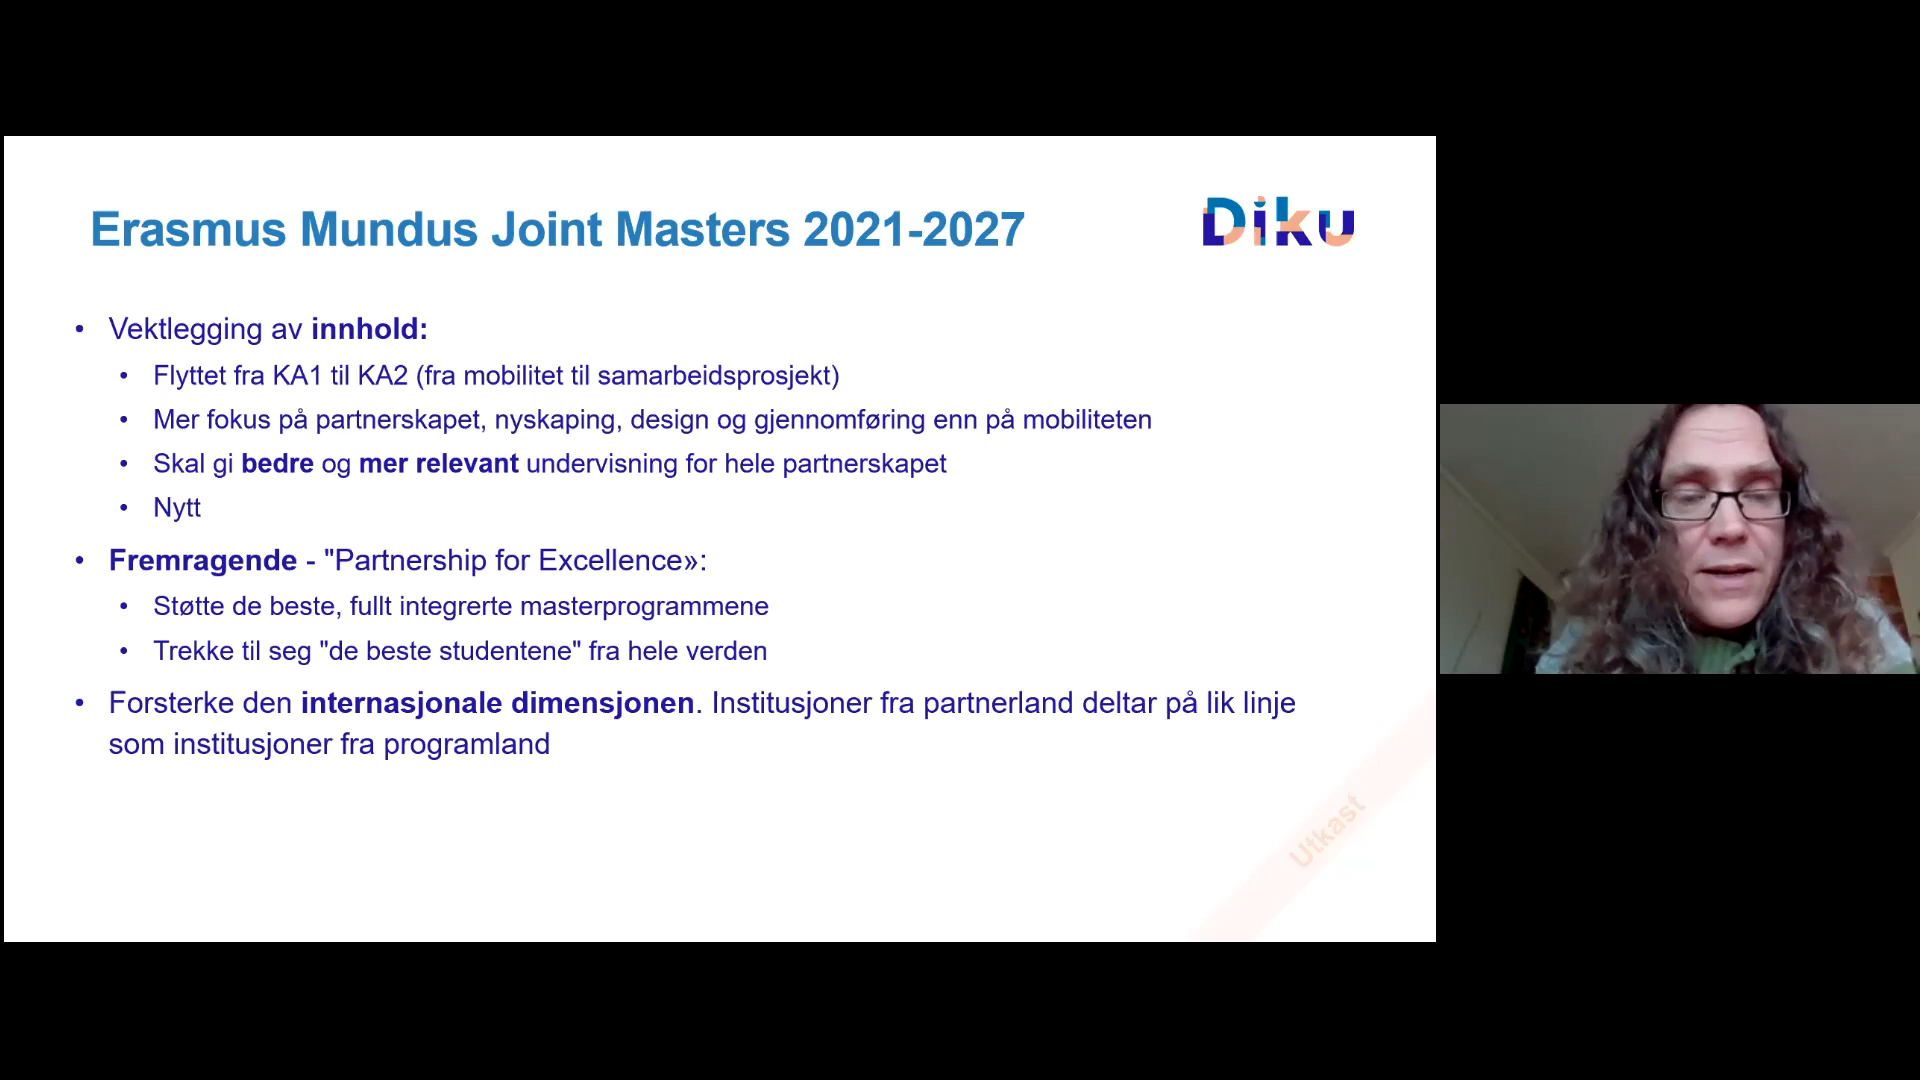 Erasmus Mundus Joint Masters 2021-2027
Diku
• Vektlegging av innhold:
• Flyttet fra KA1 til KA2 (fra mobilitet til samarbeidsprosjekt)
• Mer fokus på partnerskapet, nyskaping, design og gjennomføring enn på mobiliteten
• Skal gi bedre og mer relevant undervisning for hele partnerskapet
• Nytt
• Fremragende - "Partnership for Excellence»:
• Støtte de beste, fullt integrerte masterprogrammene
• Trekke til seg "de beste studentene" fra hele verden
• Forsterke den internasjonale dimensjonen. Institusjoner fra partnerland deltar på lik linje
som institusjoner fra programland
Utkast